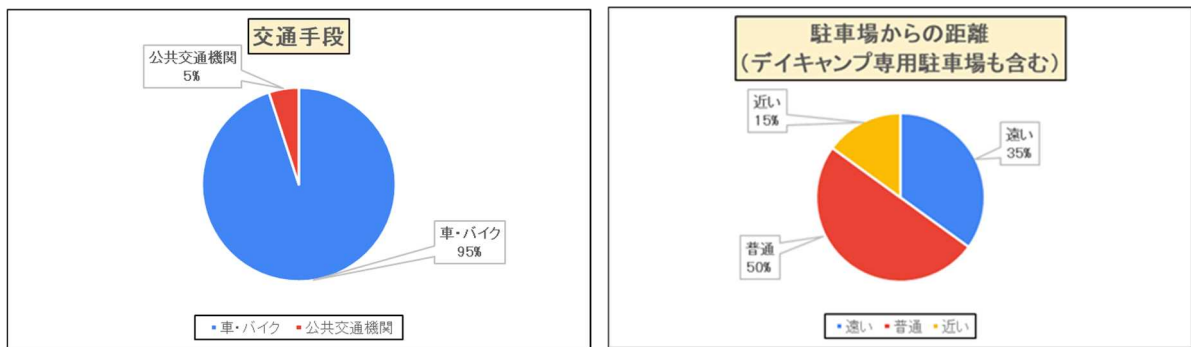 交通手段
公共交通機関
5%
車・バイク
95%
車・バイク 公共交通機関
駐車場からの距離
(デイキャンプ専用駐車場も含む)
近い
15%
遠い
35%
普通
50%
遠い 普通 近い